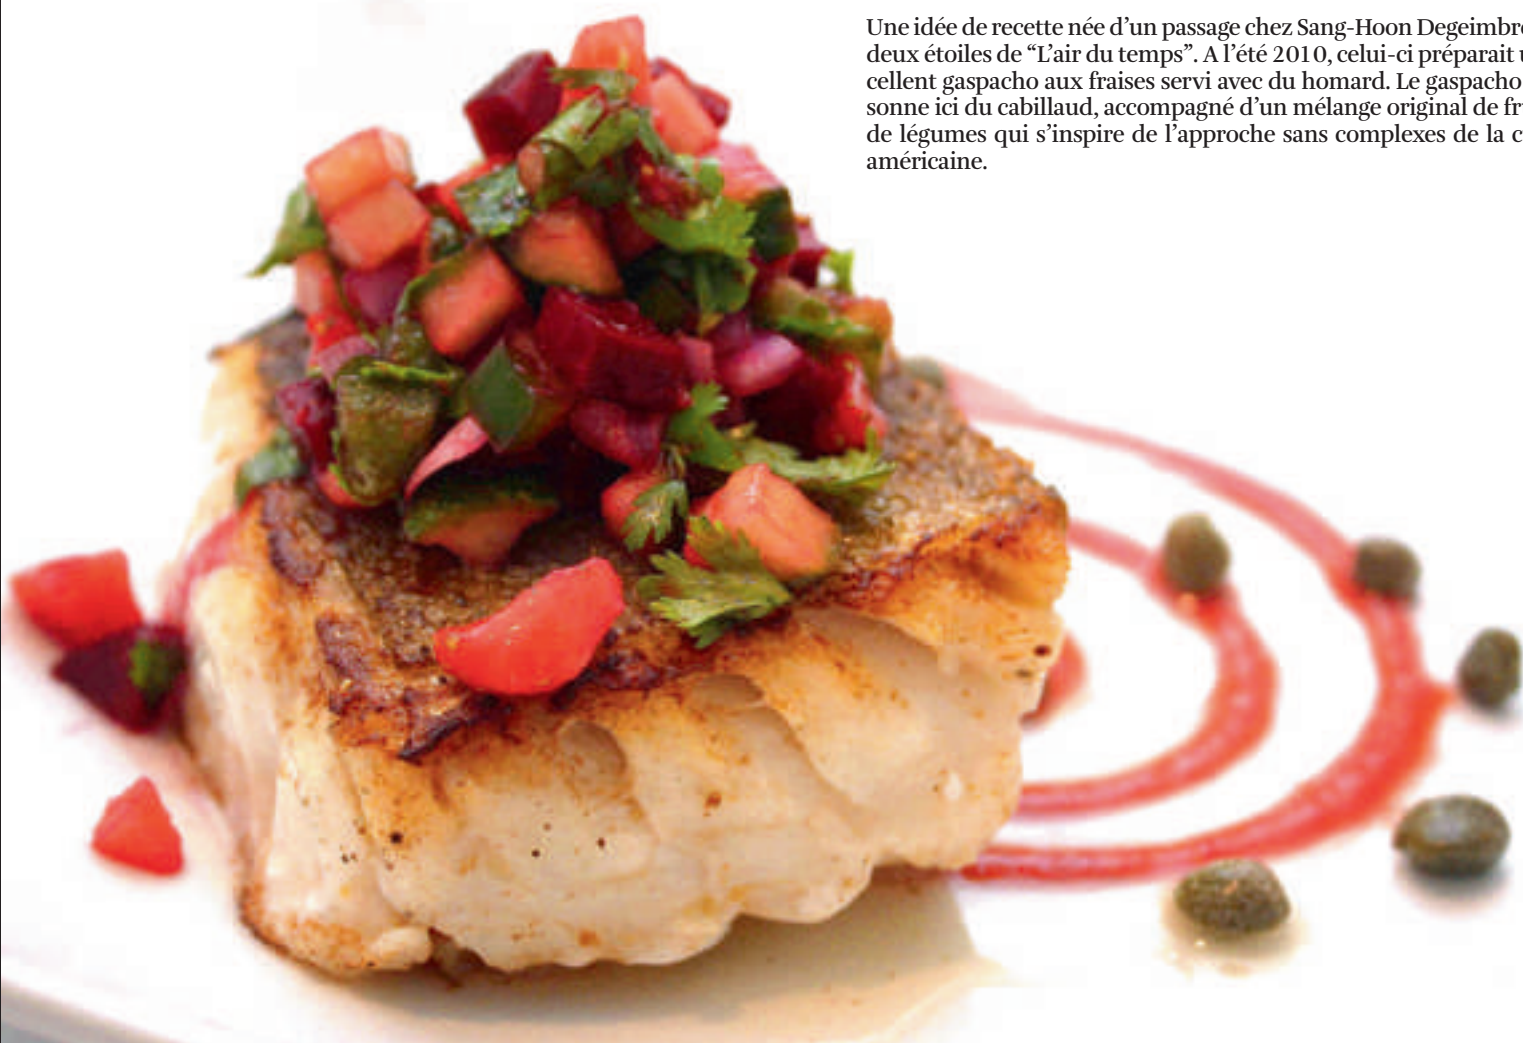 Une idée de recette née d’un passage chez Sang-Hoon Degeimbre
deux étoiles de “L’air du temps”. A l’été 2010, celui-ci préparait
cellent gaspacho aux fraises servi avec du homard. Le gaspacho
sonne ici du cabillaud, accompagné d’un mélange original de
de légumes qui s’inspire de l’approche sans complexes de la
américaine.